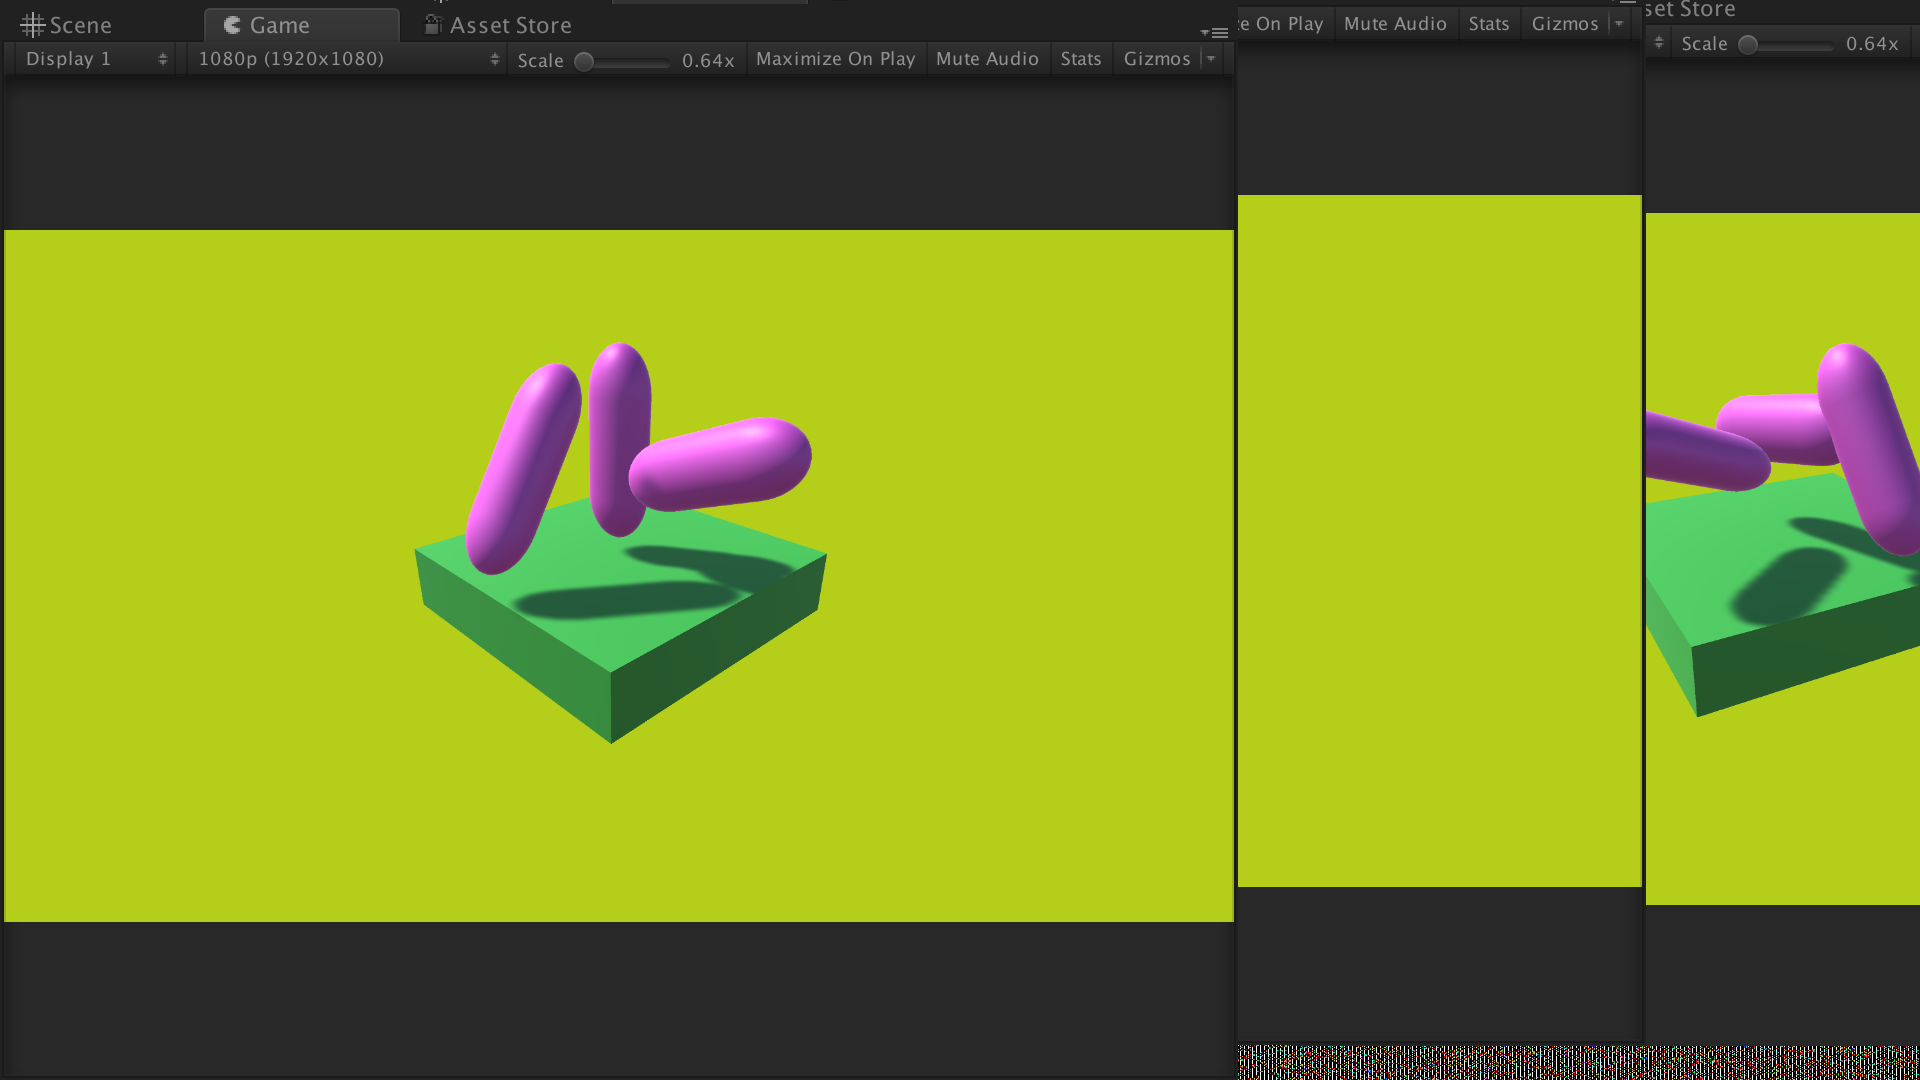 Scene Game Asset Store
Display 1 1080p (1920x1080) Scale 0.64x Maximize On Play Mute Audio Stats Gizmos
On Play Mute Audio Stats Gizmos
set Store
Scale 0.64x